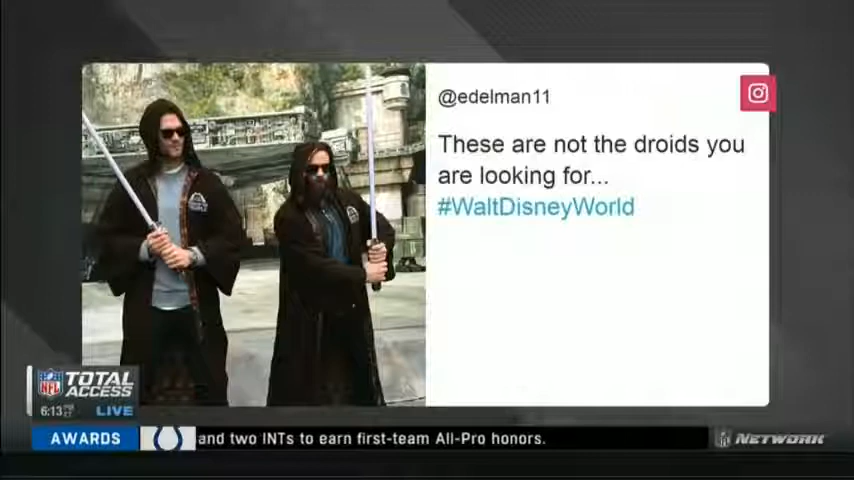 @edelman11
These are not the droids you
are looking for...
#WaltDisneyWorld
NFL
TOTAL
ACCESS
6:13
LIVE
AWARDS
and two INTs to earn first-team All-Pro honors.
NFL NETWORK